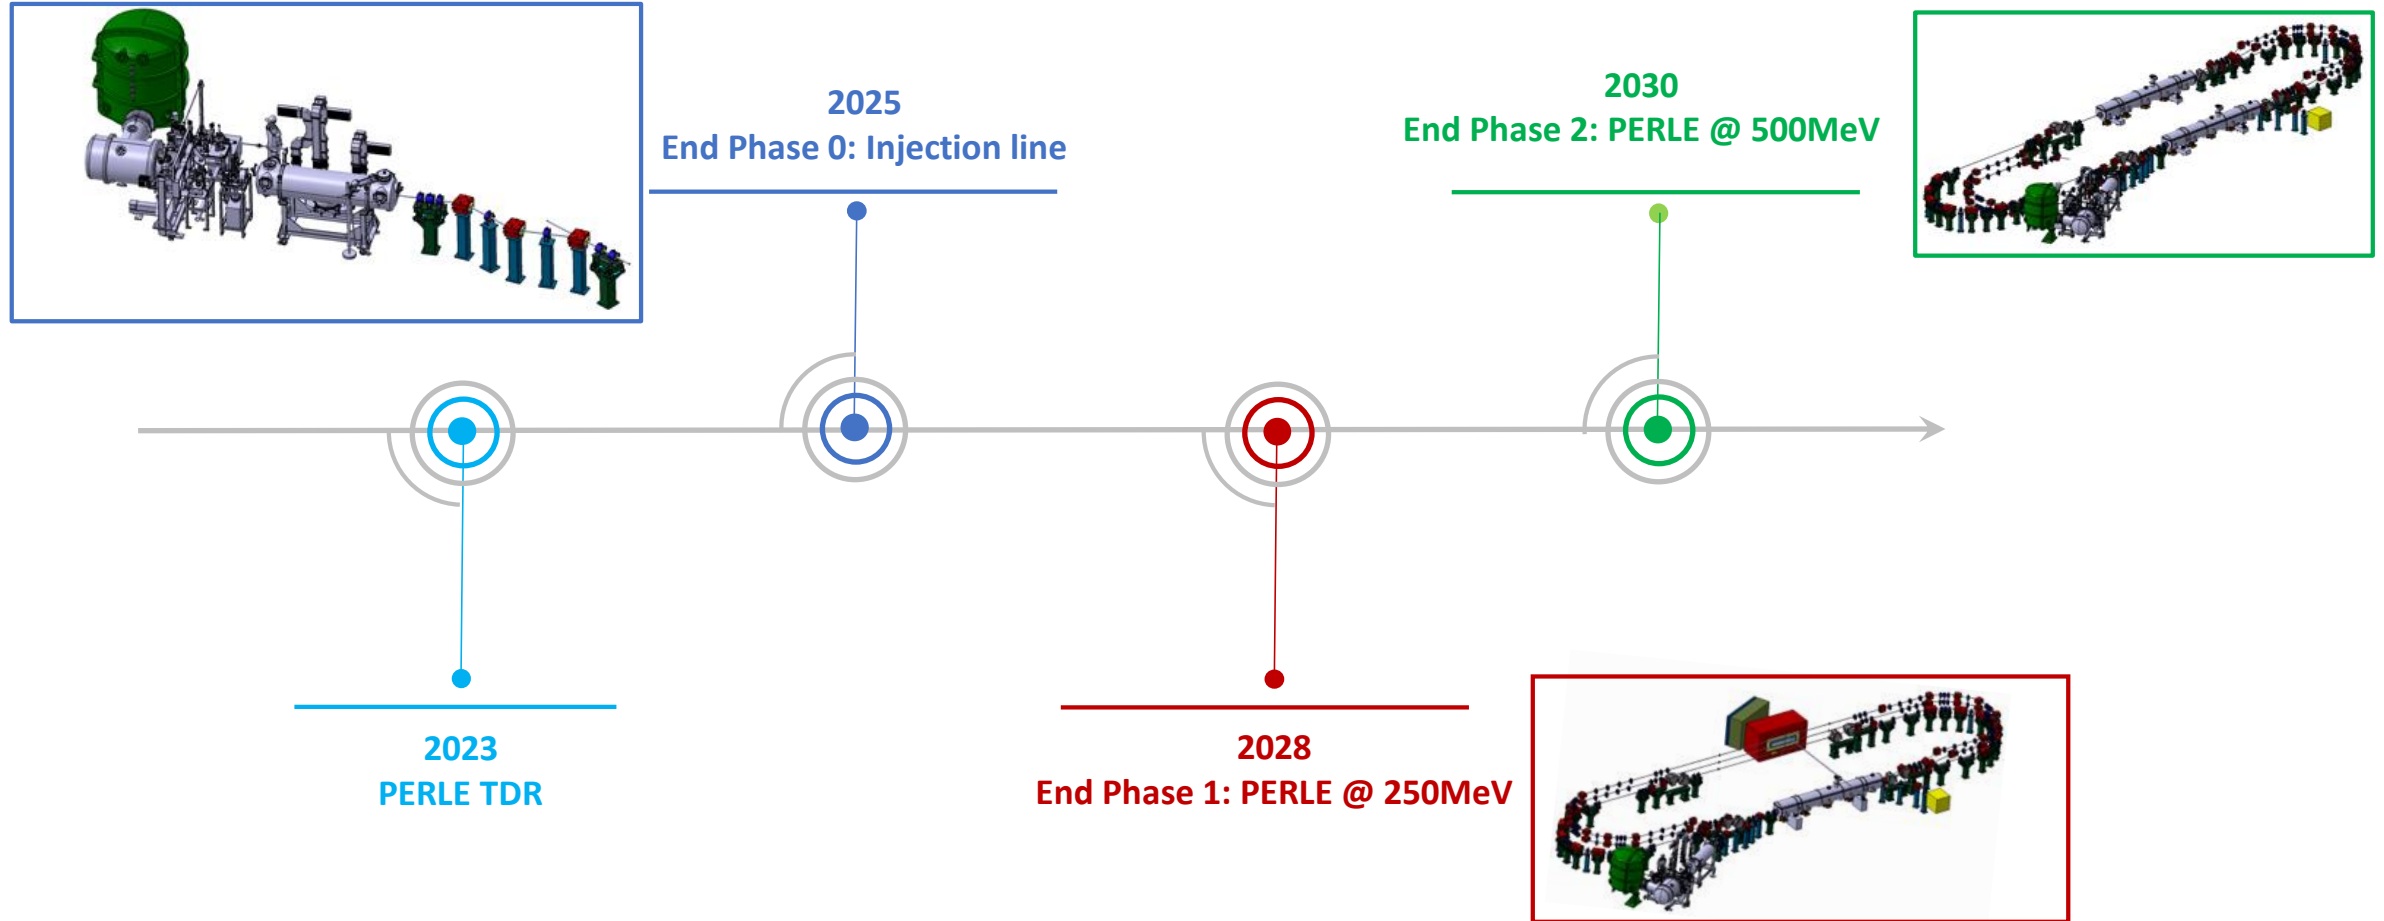 2025
End Phase 0: Injection line
2030
End Phase 2: PERLE @ 500MeV
2023
PERLE TDR
2028
End Phase 1: PERLE @ 250MeV